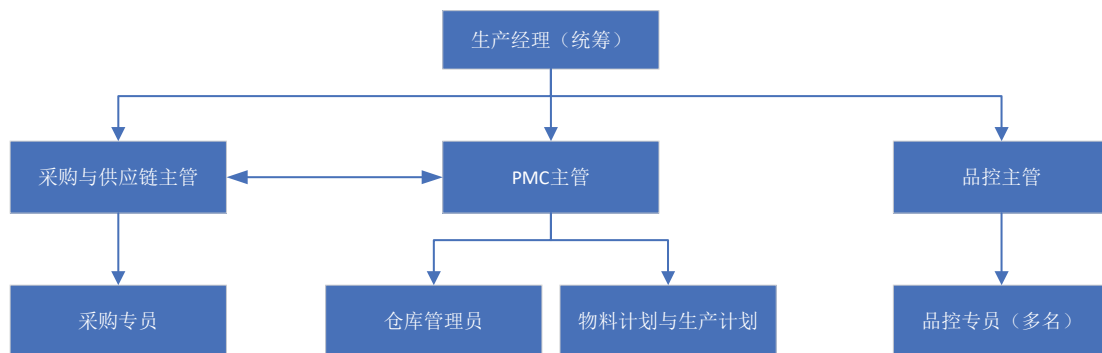 生产经理（统筹）
采购与供应链主管
PMC主管
品控主管
采购专员
仓库管理员
物料计划与生产计划
品控专员（多名）